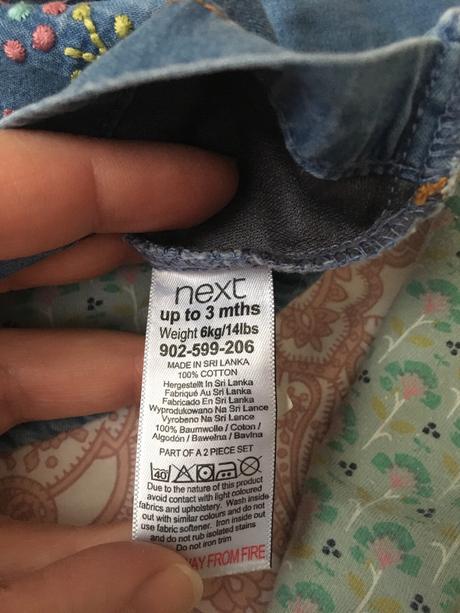 next
up to 3 mths
Weight 6kg/14lbs
902-599-206
MADE IN SRI LANKA
100% COTTON
Hergestellt In Sri Lanka
Fabriqué Au Sri Lanka
Fabricado En Sri Lanka
Wyprodukowano Na Sri Lance
Vyrobeno Na Sri Lance
100% Baumwolle / Coton /
Algodón / Bawełna / Bavlna
PART OF A 2 PIECE SET
40
Due to the nature of this product
avoid contact with light coloured
fabrics and upholstery. Wash inside
out with similar colours and do not
use fabric softener. Iron inside out
and do not rub isolated stains
Do not iron trim
AWAY FROM FIRE